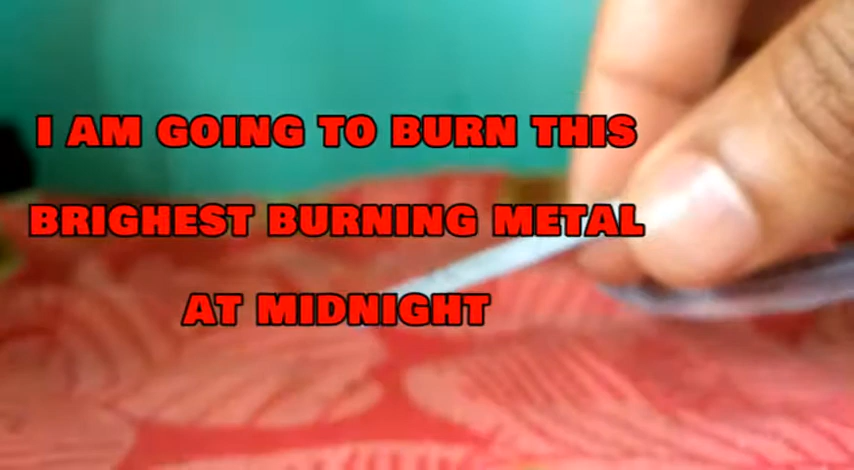 I AM GOING TO BURN THIS
BRIGHEST BURNING METAL
AT MIDNIGHT